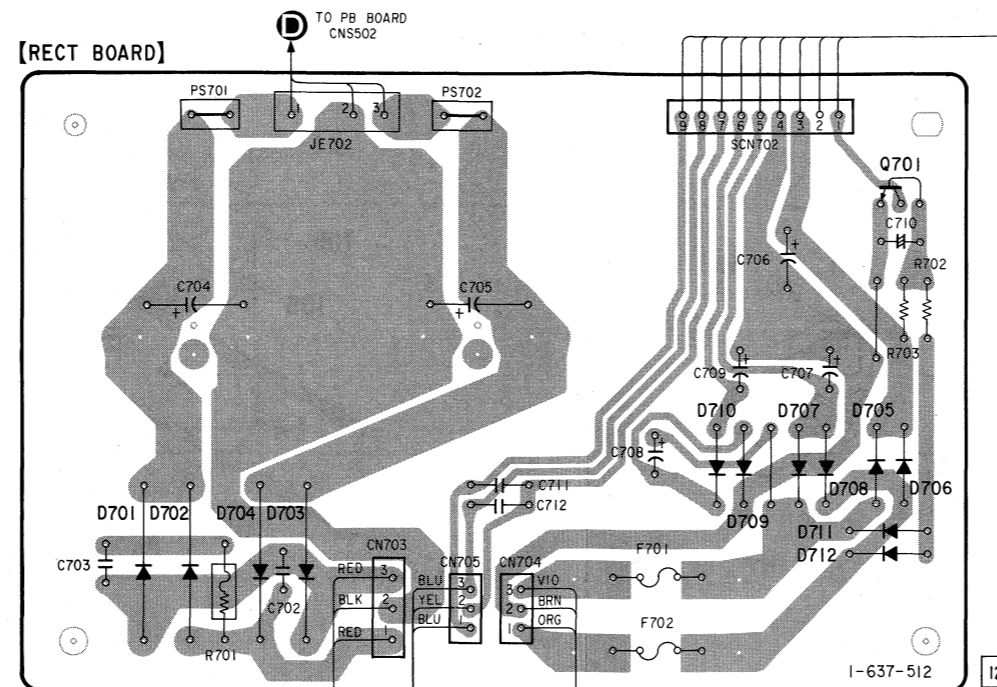 D TO PB BOARD
CNS502
【RECT BOARD】
PS701
1 2 3
PS702
JE702
9 8 7 6 5 4 3 2 1
SCN702
Q701
C710
R702
C706
C704
C705
R703
C709
C707
D710
D707
D705
C708
C711
C712
D709
D708
D706
D701
D702
D704
D703
D711
D712
C703
C702
R701
CN703
RED 3
BLK 2
RED 1
CN705
BLU 3
YEL 2
BLU 1
CN704
3 VIO
2 BRN
1 ORG
F701
F702
1-637-512
12